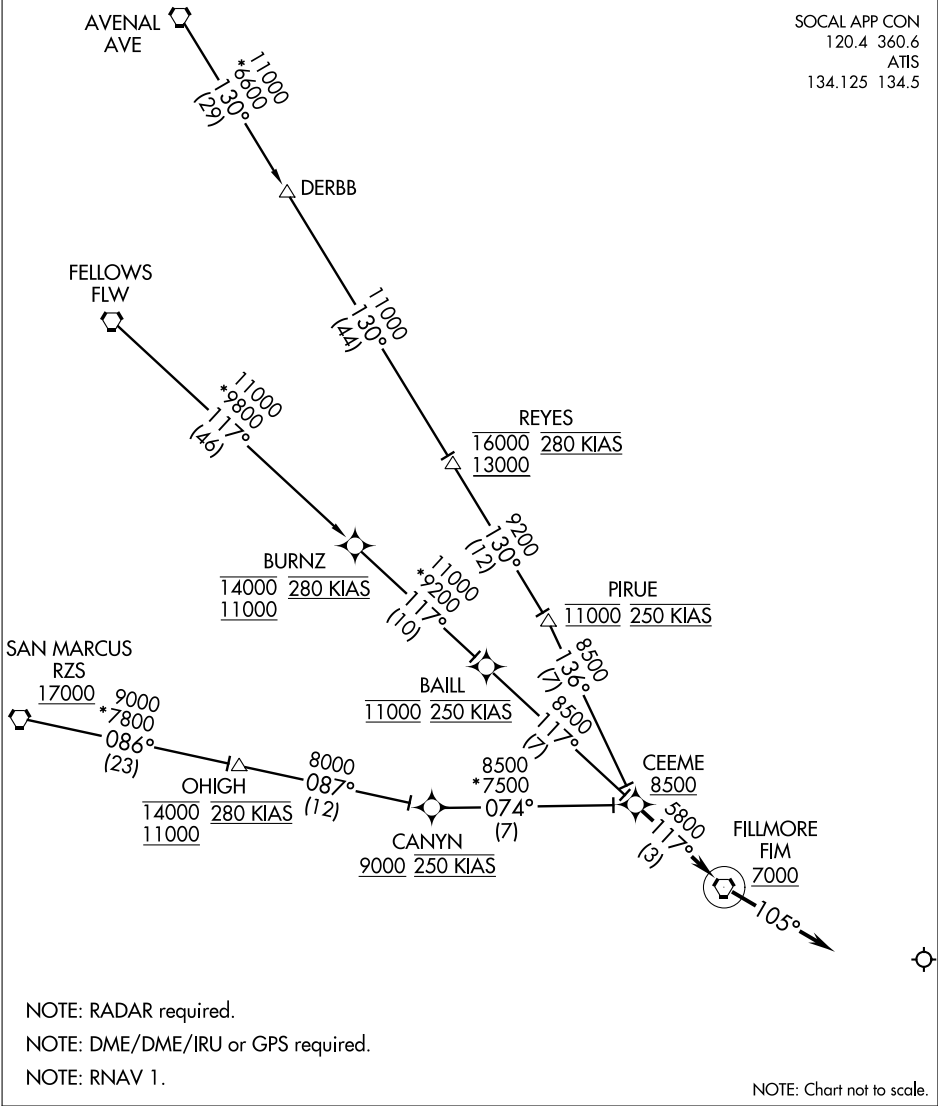 AVENAL
AVE
SOCAL APP CON
120.4 360.6
ATIS
134.125 134.5
11000
*6600
130°
(29)
DERBB
FELLOWS
FLW
11000
130°
(44)
11000
*9800
117°
(46)
REYES
16000 280 KIAS
13000
9200
130°
(12)
BURNZ
14000 280 KIAS
11000
11000
*9200
117°
(10)
PIRUE
11000 250 KIAS
8500
136°
(7)
SAN MARCUS
RZS
17000
9000
*7800
086°
(23)
BAILL
11000 250 KIAS
8500
117°
(7)
OHIGH
14000 280 KIAS
11000
8000
087°
(12)
8500
*7500
074°
(7)
CANYN
9000 250 KIAS
CEEME
8500
5800
117°
(3)
FILLMORE
FIM
7000
105°
NOTE: RADAR required.
NOTE: DME/DME/IRU or GPS required.
NOTE: RNAV 1.
NOTE: Chart not to scale.